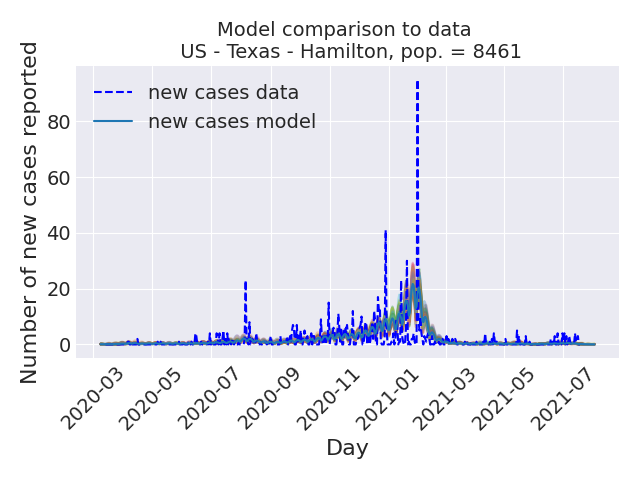 Model comparison to data
US - Texas - Hamilton, pop. = 8461
Number of new cases reported
new cases data
new cases model
80
60
40
20
0
2020-03
2020-05
2020-07
2020-09
2020-11
2021-01
2021-03
2021-05
2021-07
Day